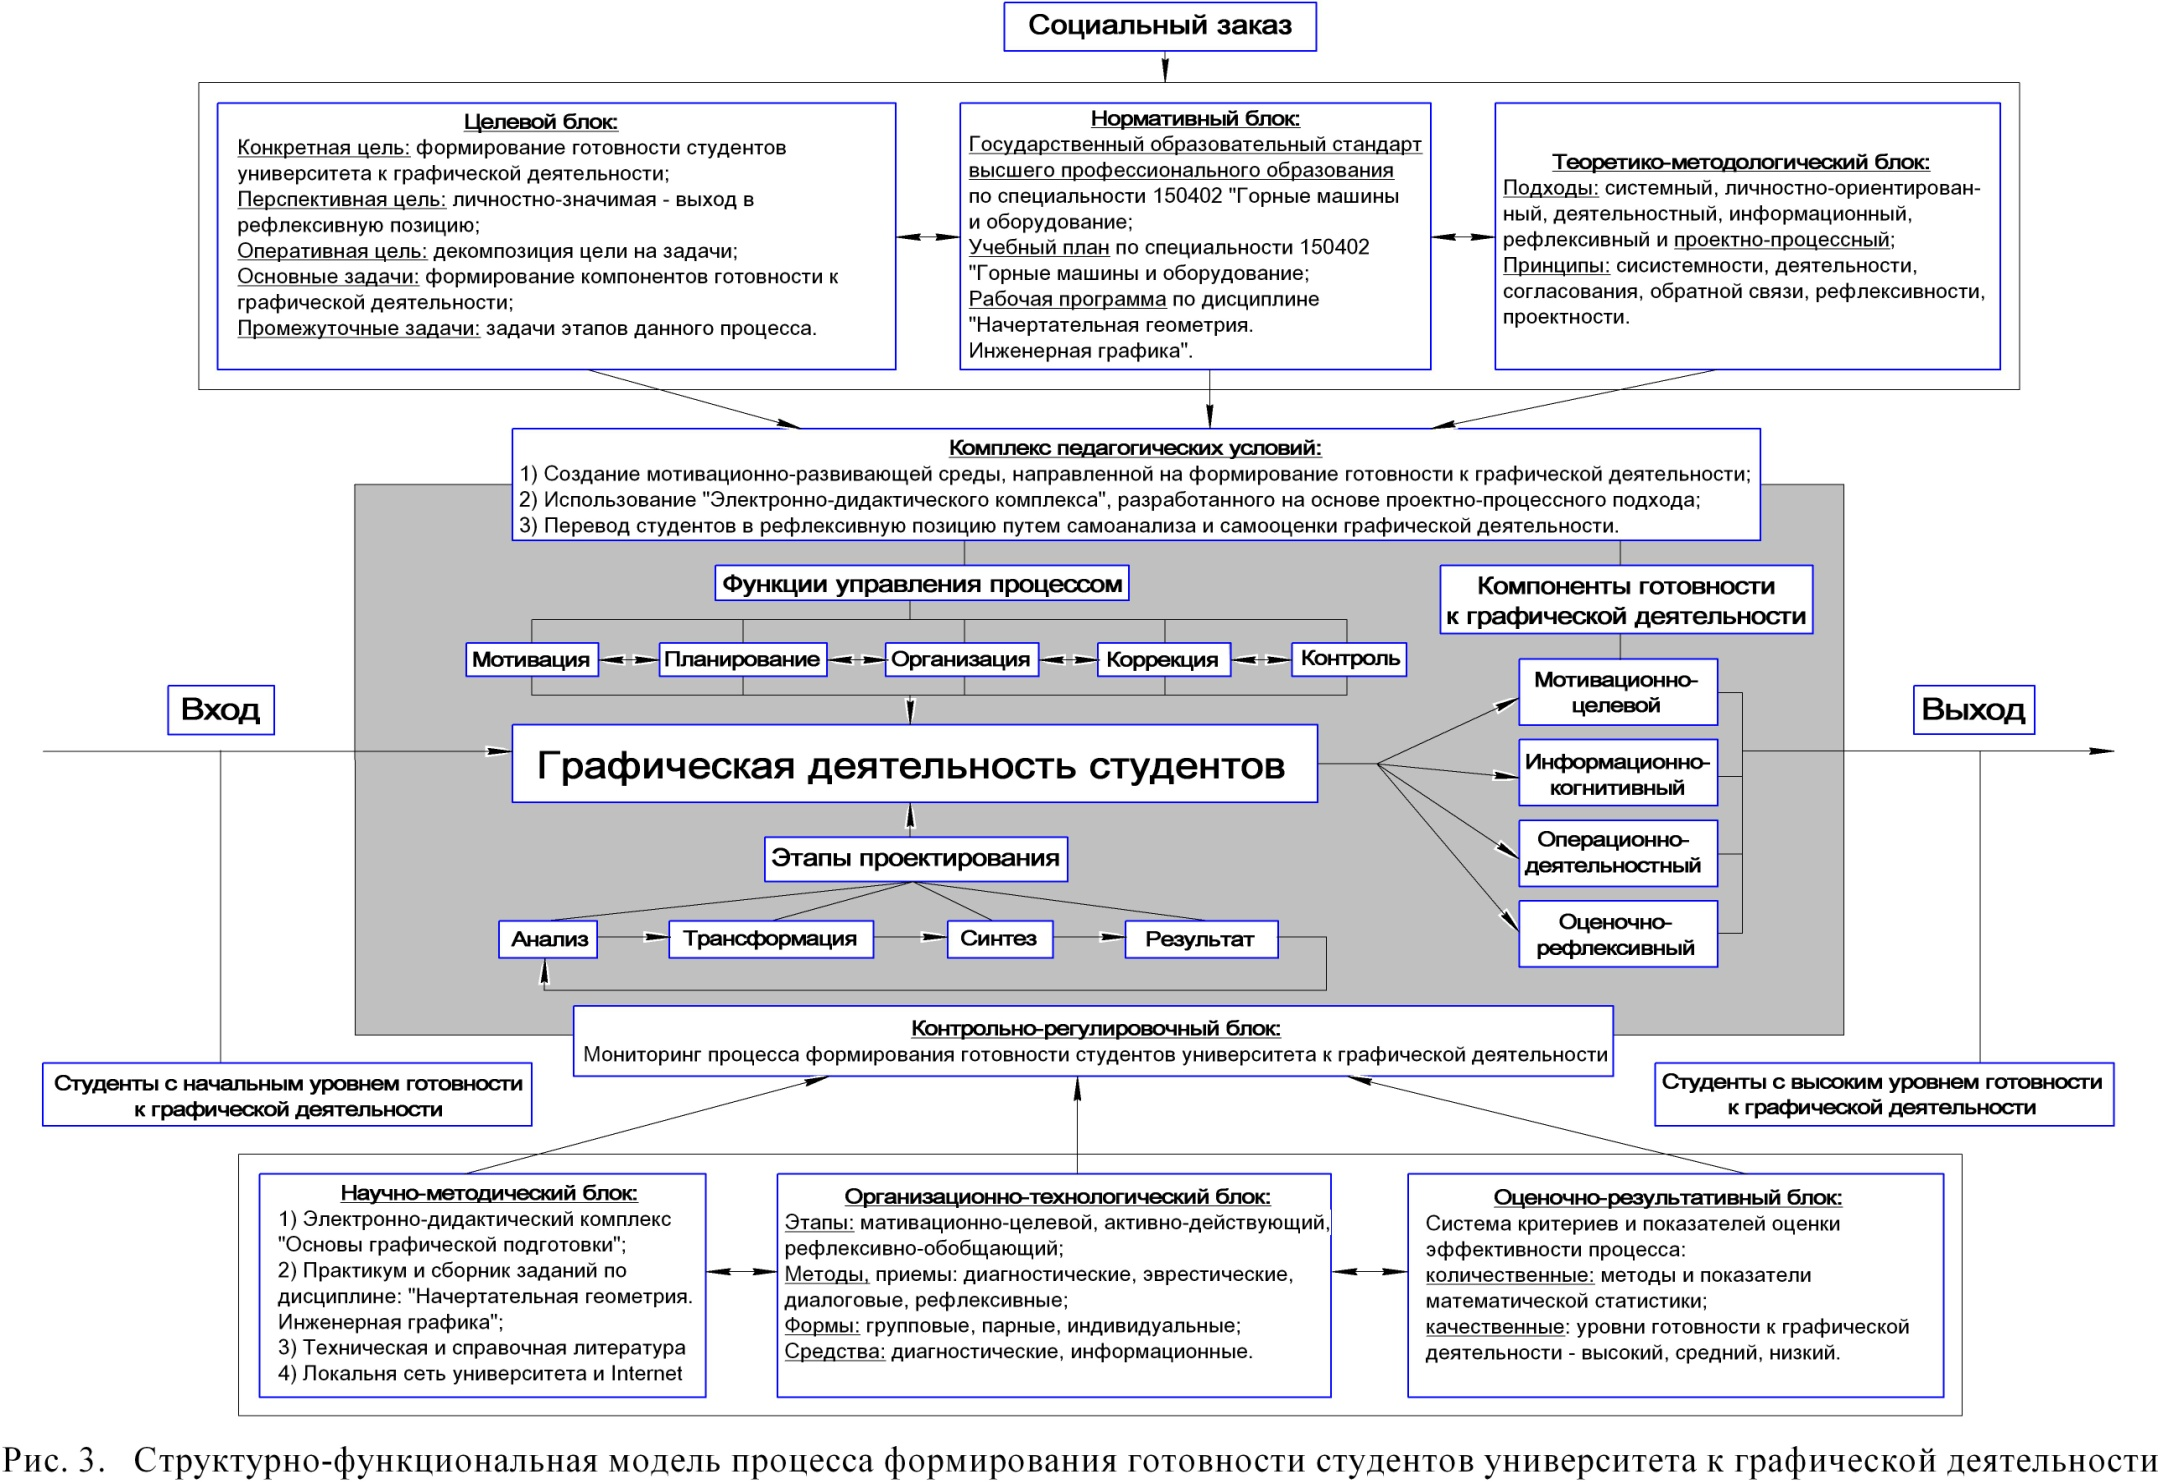 Социальный заказ
Целевой блок:
Конкретная цель: формирование готовности студентов
университета к графической деятельности;
Перспективная цель: личностно-значимая - выход в
рефлексивную позицию;
Оперативная цель: декомпозиция цели на задачи;
Основные задачи: формирование компонентов готовности к
графической деятельности;
Промежуточные задачи: задачи этапов данного процесса.
Нормативный блок:
Государственный образовательный стандарт
высшего профессионального образования
по специальности 150402 "Горные машины
и оборудование;
Учебный план по специальности 150402
"Горные машины и оборудование;
Рабочая программа по дисциплине
"Начертательная геометрия.
Инженерная графика".
Теоретико-методологический блок:
Подходы: системный, личностно-ориентирован-
ный, деятельностный, информационный,
рефлексивный и проектно-процессный;
Принципы: сисистемности, деятельности,
согласования, обратной связи, рефлексивности,
проектности.
Комплекс педагогических условий:
1) Создание мотивационно-развивающей среды, направленной на формирование готовности к графической деятельности;
2) Использование "Электронно-дидактического комплекса", разработанного на основе проектно-процессного подхода;
3) Перевод студентов в рефлексивную позицию путем самоанализа и самооценки графической деятельности.
Функции управления процессом
Мотивация
Планирование
Организация
Коррекция
Контроль
Компоненты готовности
к графической деятельности
Мотивационно-
целевой
Информационно-
когнитивный
Операционно-
деятельностный
Оценочно-
рефлексивный
Вход
Графическая деятельность студентов
Выход
Этапы проектирования
Анализ
Трансформация
Синтез
Результат
Контрольно-регулировочный блок:
Мониторинг процесса формирования готовности студентов университета к графической деятельности
Студенты с начальным уровнем готовности
к графической деятельности
Студенты с высоким уровнем готовности
к графической деятельности
Научно-методический блок:
1) Электронно-дидактический комплекс
"Основы графической подготовки";
2) Практикум и сборник заданий по
дисциплине: "Начертательная геометрия.
Инженерная графика";
3) Техническая и справочная литература
4) Локальня сеть университета и Internet
Организационно-технологический блок:
Этапы: мативационно-целевой, активно-действующий,
рефлексивно-обобщающий;
Методы, приемы: диагностические, эврестические,
диалоговые, рефлексивные;
Формы: групповые, парные, индивидуальные;
Средства: диагностические, информационные.
Оценочно-результативный блок:
Система критериев и показателей оценки
эффективности процесса:
количественные: методы и показатели
математической статистики;
качественные: уровни готовности к графической
деятельности - высокий, средний, низкий.
Рис. 3. Структурно-функциональная модель процесса формирования готовности студентов университета к графической деятельности